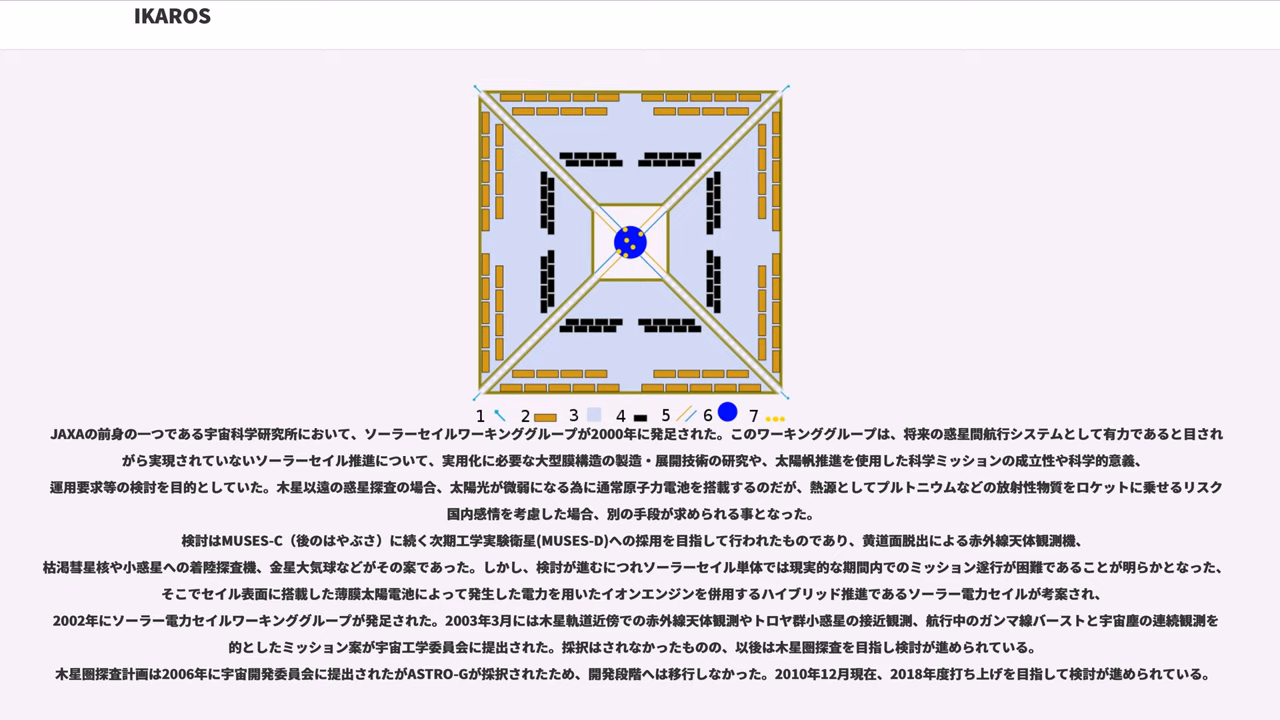 IKAROS
1 2 3 4 5 6 7
JAXAの前身の一つである宇宙科学研究所において、ソーラーセイルワーキンググループが2000年に発足された。このワーキンググループは、将来の惑星間航行システムとして有力であると目され
がら実現されていないソーラーセイル推進について、実用化に必要な大型膜構造の製造・展開技術の研究や、太陽帆推進を使用した科学ミッションの成立性や科学的意義、
運用要求等の検討を目的としていた。木星以遠の惑星探査の場合、太陽光が微弱になる為に通常原子力電池を搭載するのだが、熱源としてプルトニウムなどの放射性物質をロケットに乗せるリスク
国内感情を考慮した場合、別の手段が求められる事となった。
検討はMUSES-C（後のはやぶさ）に続く次期工学実験衛星(MUSES-D)への採用を目指して行われたものであり、黄道面脱出による赤外線天体観測機、
枯渇彗星核や小惑星への着陸探査機、金星大気球などがその案であった。しかし、検討が進むにつれソーラーセイル単体では現実的な期間内でのミッション遂行が困難であることが明らかとなった、
そこでセイル表面に搭載した薄膜太陽電池によって発生した電力を用いたイオンエンジンを併用するハイブリッド推進であるソーラー電力セイルが考案され、
2002年にソーラー電力セイルワーキンググループが発足された。2003年3月には木星軌道近傍での赤外線天体観測やトロヤ群小惑星の接近観測、航行中のガンマ線バーストと宇宙塵の連続観測を
的としたミッション案が宇宙工学委員会に提出された。採択はされなかったものの、以後は木星圏探査を目指し検討が進められている。
木星圏探査計画は2006年に宇宙開発委員会に提出されたがASTRO-Gが採択されたため、開発段階へは移行しなかった。2010年12月現在、2018年度打ち上げを目指して検討が進められている。